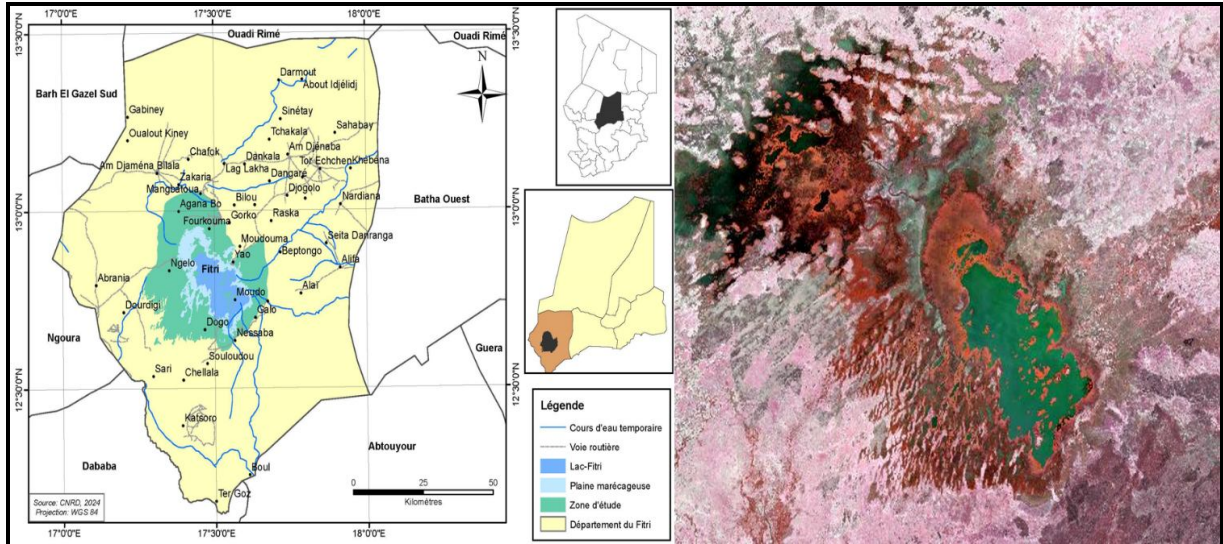 17°0'0"E 17°30'0"E 18°0'0"E
13°30'0"N
13°30'0"N
Ouadi Rimé
Ouadi Rimé
N
Barh El Gazel Sud
Darmout
About Idjélidj
Gabiney
Sinétay
Oualout Kiney
Tchakala
Sahabay
Am Djénaba
Chafok
Dankala
Tor Echchen
Khébena
Am Djaména Bilala
Lag Lakha
Zakaria
Dangaré
Mangbaroua
Djogolo
Agana Bo
Bilou
Nardiana
13°0'0"N
13°0'0"N
Batha Ouest
Fourkouma
Gorko
Raska
Moudouma
Seita Danranga
Yao
Beptongo
Ngelo
Fitri
Alifa
Abrania
Alaï
Moudo
Dourdigi
Galo
Dogo
Nessaba
Ngoura
Souloudou
Guera
Sari
Chellala
12°30'0"N
12°30'0"N
Katsoro
Abtouyour
Dababa
Boul
Ter Goz
0 25 50
Kilométres
Source: CNRD, 2024
Projection: WGS 84
17°0'0"E 17°30'0"E 18°0'0"E
Légende
Cours d'eau temporaire
Voie routière
Lac-Fitri
Plaine marécageuse
Zone d'étude
Département du Fitri